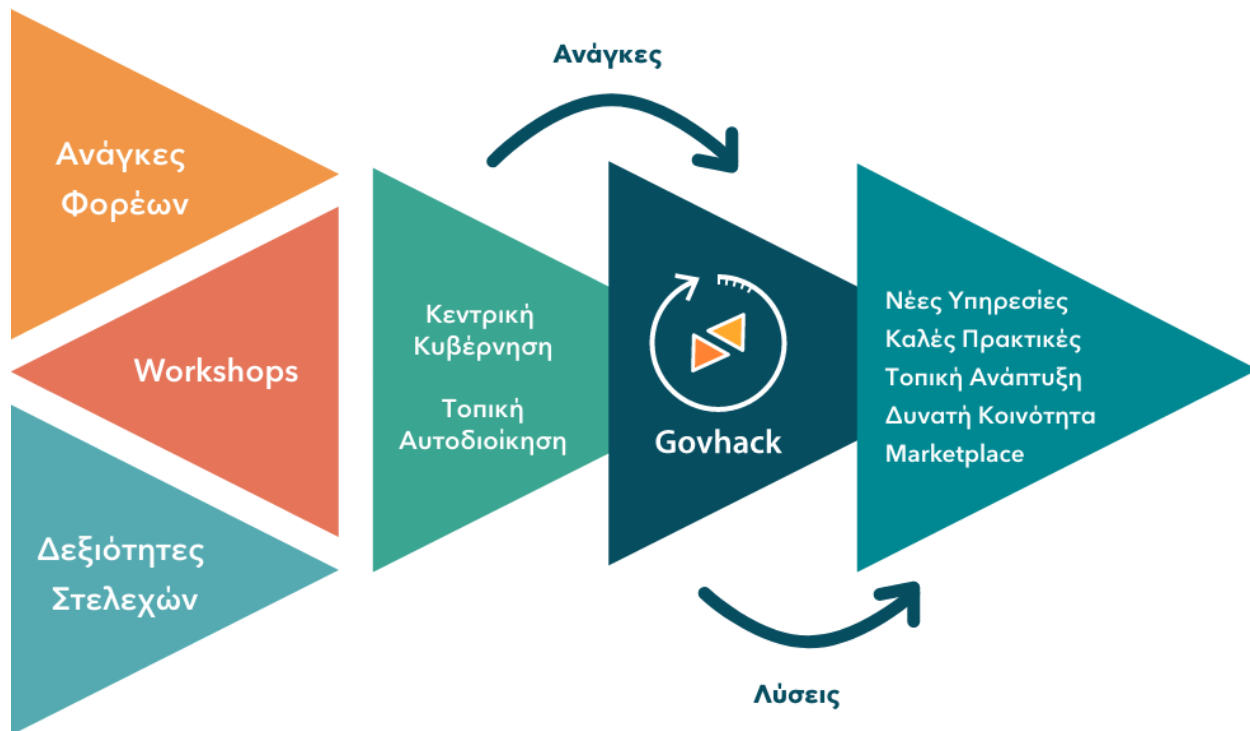 Ανάγκες
Ανάγκες
Φορέων
Workshops
Δεξιότητες
Στελεχών
Κεντρική
Κυβέρνηση
Τοπική
Αυτοδιοίκηση
Govhack
Νέες Υπηρεσίες
Καλές Πρακτικές
Τοπική Ανάπτυξη
Δυνατή Κοινότητα
Marketplace
Λύσεις